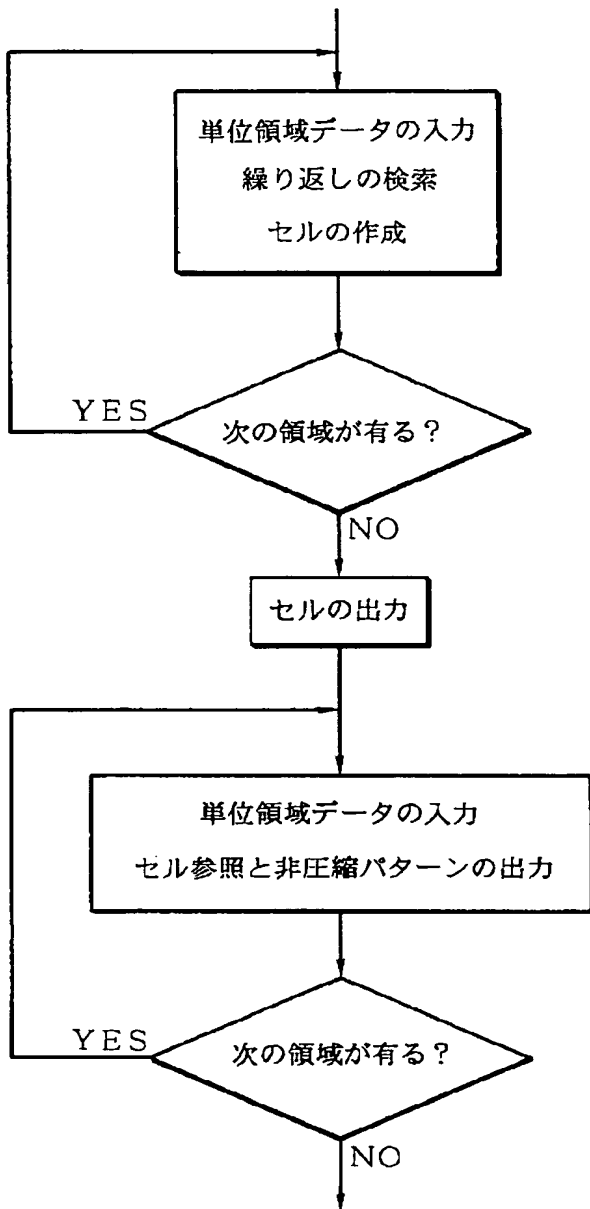 単位領域データの入力
繰り返しの検索
セルの作成
次の領域が有る？
YES
NO
セルの出力
単位領域データの入力
セル参照と非圧縮パターンの出力
次の領域が有る？
YES
NO